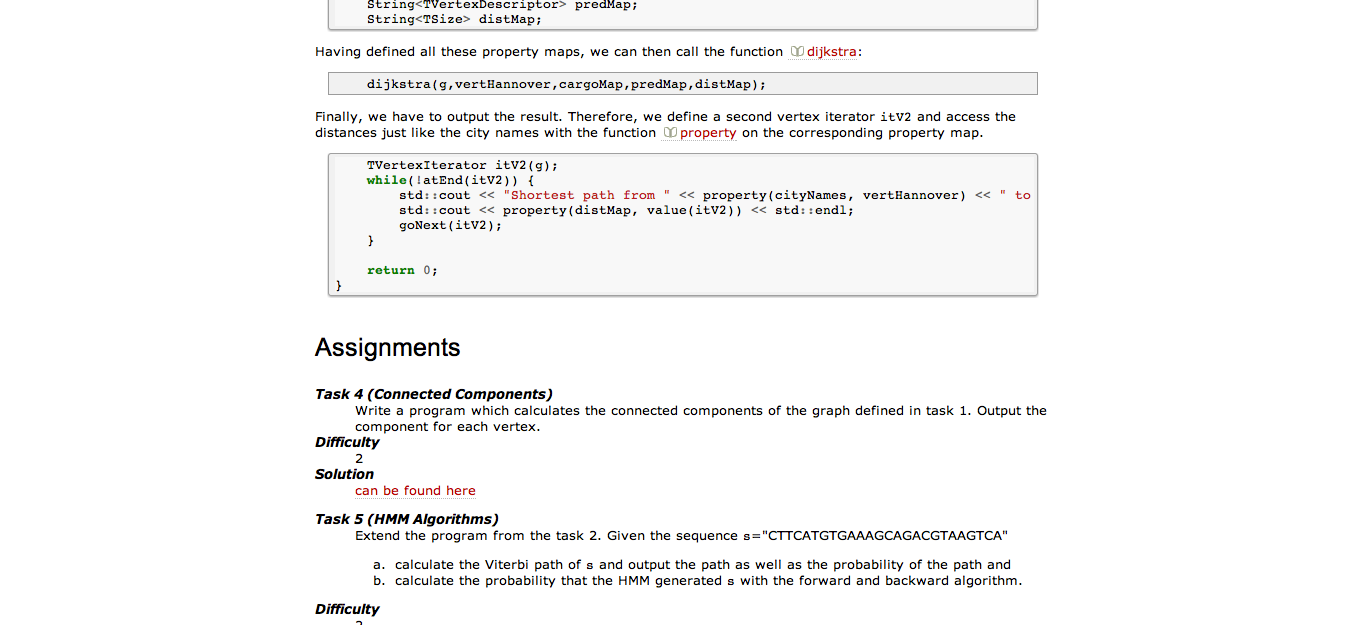 String<TVertexDescriptor> predMap;
String<TSize> distMap;
Having defined all these property maps, we can then call the function dijkstra:
dijkstra(g,vertHannover,cargoMap,predMap,distMap);
Finally, we have to output the result. Therefore, we define a second vertex iterator itV2 and access the
distances just like the city names with the function property on the corresponding property map.
TVertexIterator itV2(g);
while(!atEnd(itV2)) {
std::cout << "Shortest path from " << property(cityNames, vertHannover) << " to
std::cout << property(distMap, value(itV2)) << std::endl;
goNext(itV2);
}
return 0;
}
Assignments
Task 4 (Connected Components)
Write a program which calculates the connected components of the graph defined in task 1. Output the
component for each vertex.
Difficulty
2
Solution
can be found here
Task 5 (HMM Algorithms)
Extend the program from the task 2. Given the sequence s="CTTCATGTGAAAGCAGACGTAAGTCA"
a. calculate the Viterbi path of s and output the path as well as the probability of the path and
b. calculate the probability that the HMM generated s with the forward and backward algorithm.
Difficulty